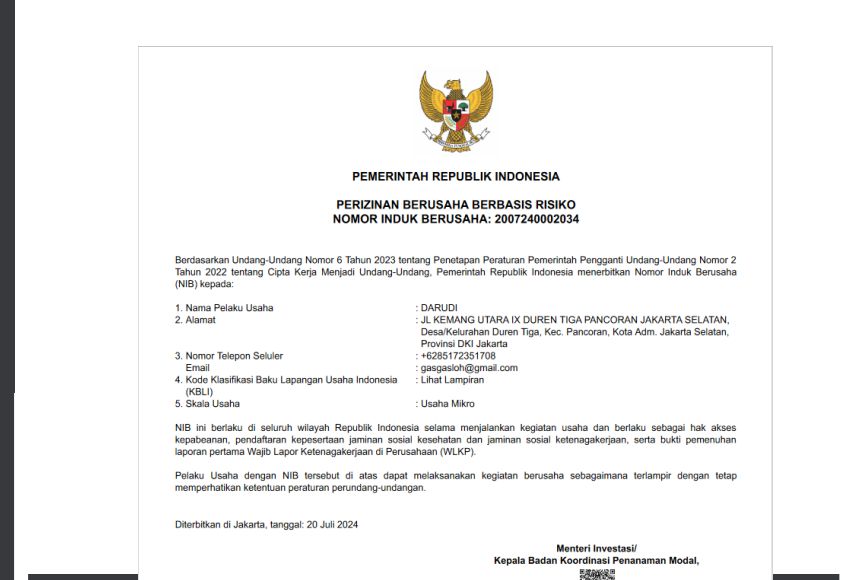 PEMERINTAH REPUBLIK INDONESIA
PERIZINAN BERUSAHA BERBASIS RISIKO
NOMOR INDUK BERUSAHA: 2007240002034
Berdasarkan Undang-Undang Nomor 6 Tahun 2023 tentang Penetapan Peraturan Pemerintah Pengganti Undang-Undang Nomor 2
Tahun 2022 tentang Cipta Kerja Menjadi Undang-Undang, Pemerintah Republik Indonesia menerbitkan Nomor Induk Berusaha
(NIB) kepada:
1. Nama Pelaku Usaha : DARUDI
2. Alamat : JL KEMANG UTARA IX DUREN TIGA PANCORAN JAKARTA SELATAN,
Desa/Kelurahan Duren Tiga, Kec. Pancoran, Kota Adm. Jakarta Selatan,
Provinsi DKI Jakarta
3. Nomor Telepon Seluler : +6285172351708
Email : gasgasloh@gmail.com
4. Kode Klasifikasi Baku Lapangan Usaha Indonesia : Lihat Lampiran
(KBLI)
5. Skala Usaha : Usaha Mikro
NIB ini berlaku di seluruh wilayah Republik Indonesia selama menjalankan kegiatan usaha dan berlaku sebagai hak akses
kepabeanan, pendaftaran kepesertaan jaminan sosial kesehatan dan jaminan sosial ketenagakerjaan, serta bukti pemenuhan
laporan pertama Wajib Lapor Ketenagakerjaan di Perusahaan (WLKP).
Pelaku Usaha dengan NIB tersebut di atas dapat melaksanakan kegiatan berusaha sebagaimana terlampir dengan tetap
memperhatikan ketentuan peraturan perundang-undangan.
Diterbitkan di Jakarta, tanggal: 20 Juli 2024
Menteri Investasi/
Kepala Badan Koordinasi Penanaman Modal,